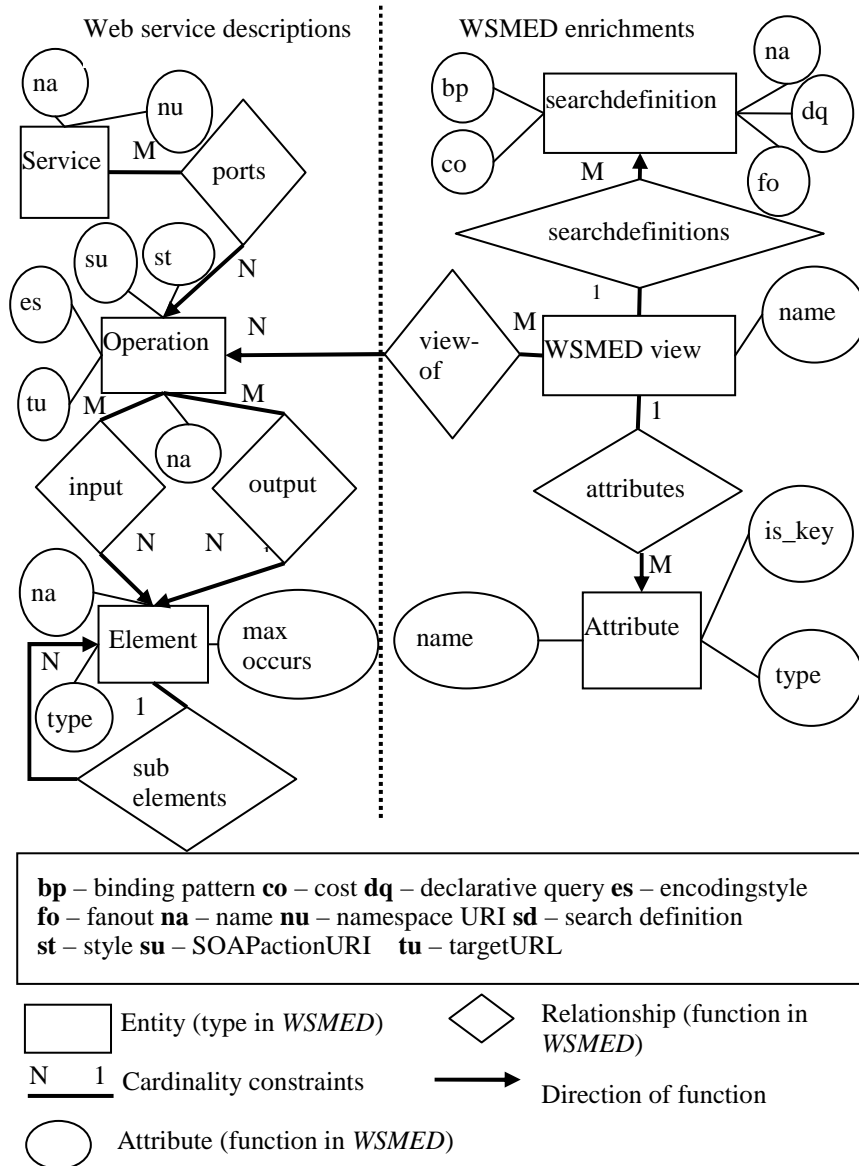 Web service descriptions
WSMED enrichments
na
nu
Service
M
ports
N
su
st
es
Operation
tu
M
M
na
input
output
N
N
na
Element
max
occurs
N
type
1
sub
elements
bp
searchdefinition
na
dq
co
M
fo
searchdefinitions
1
N
view-
of
M
WSMED view
name
1
attributes
is_key
M
name
Attribute
type
bp – binding pattern co – cost dq – declarative query es – encodingstyle
fo – fanout na – name nu – namespace URI sd – search definition
st – style su – SOAPactionURI tu – targetURL
Entity (type in WSMED)
Relationship (function in
WSMED)
N 1
Cardinality constraints
Direction of function
Attribute (function in WSMED)